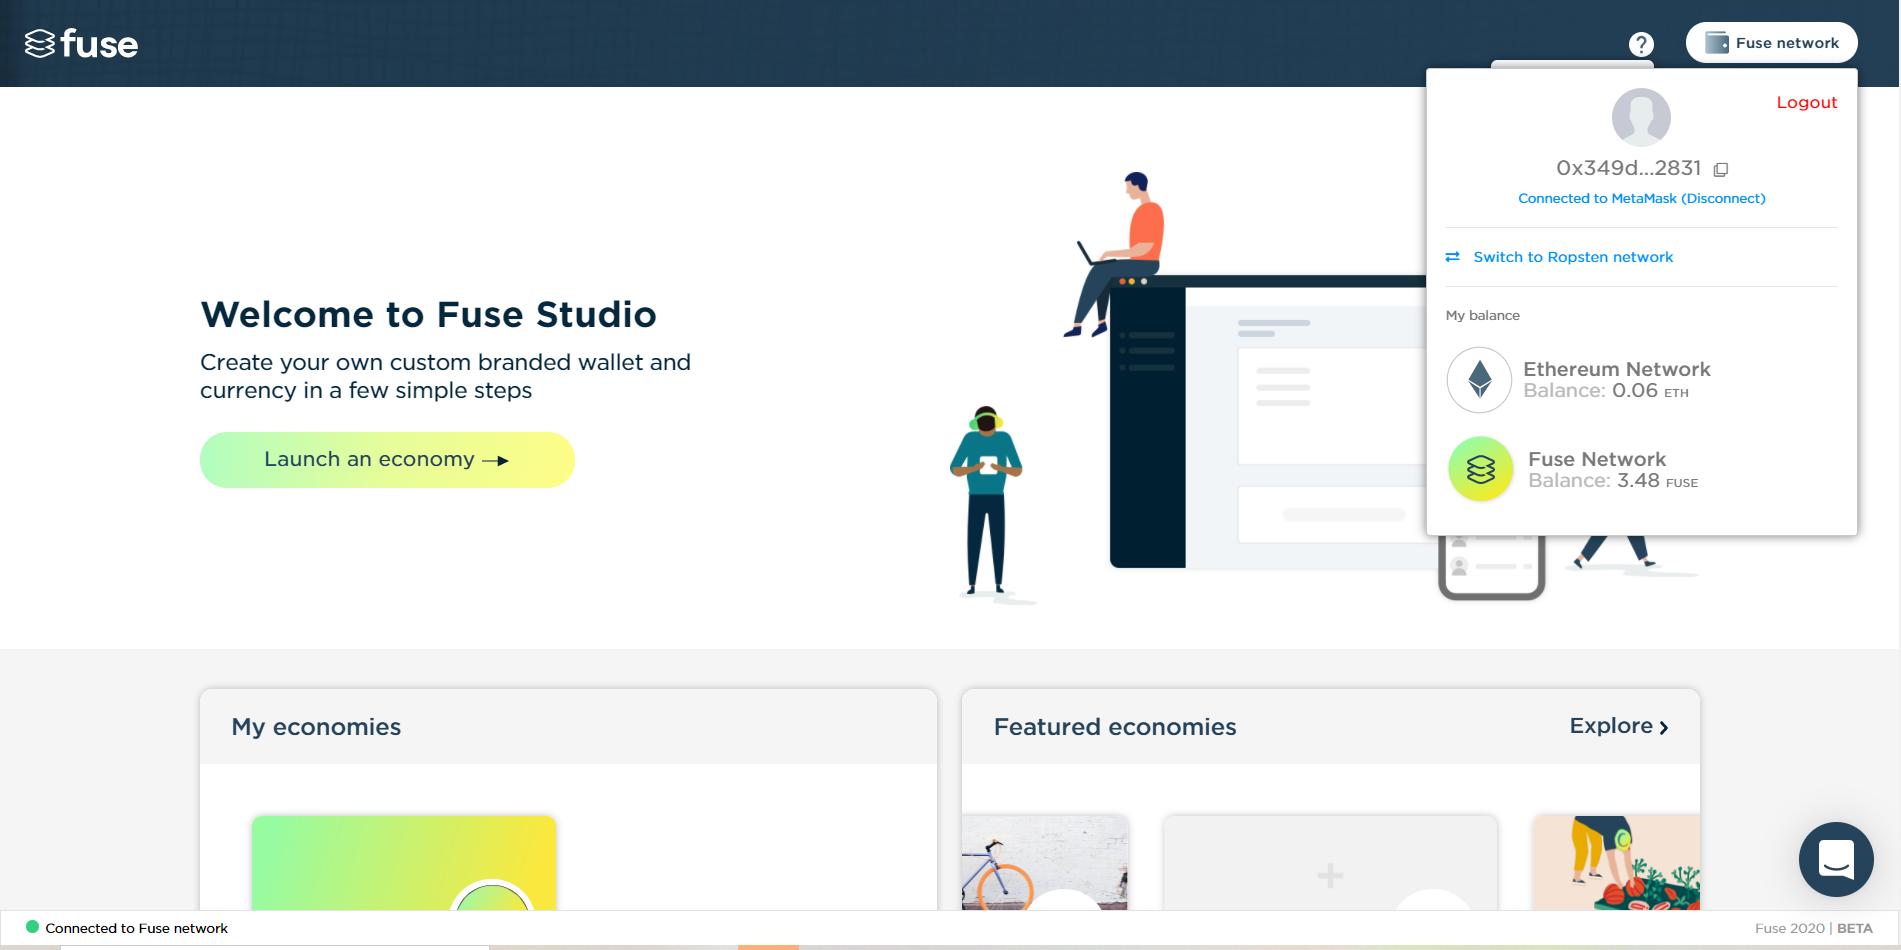 fuse
?
Fuse network
Logout
0x349d...2831
Connected to MetaMask (Disconnect)
Switch to Ropsten network
My balance
Ethereum Network
Balance: 0.06 ETH
Fuse Network
Balance: 3.48 FUSE
Welcome to Fuse Studio
Create your own custom branded wallet and
currency in a few simple steps
Launch an economy
My economies
Featured economies
Explore
Connected to Fuse network
Fuse 2020 | BETA